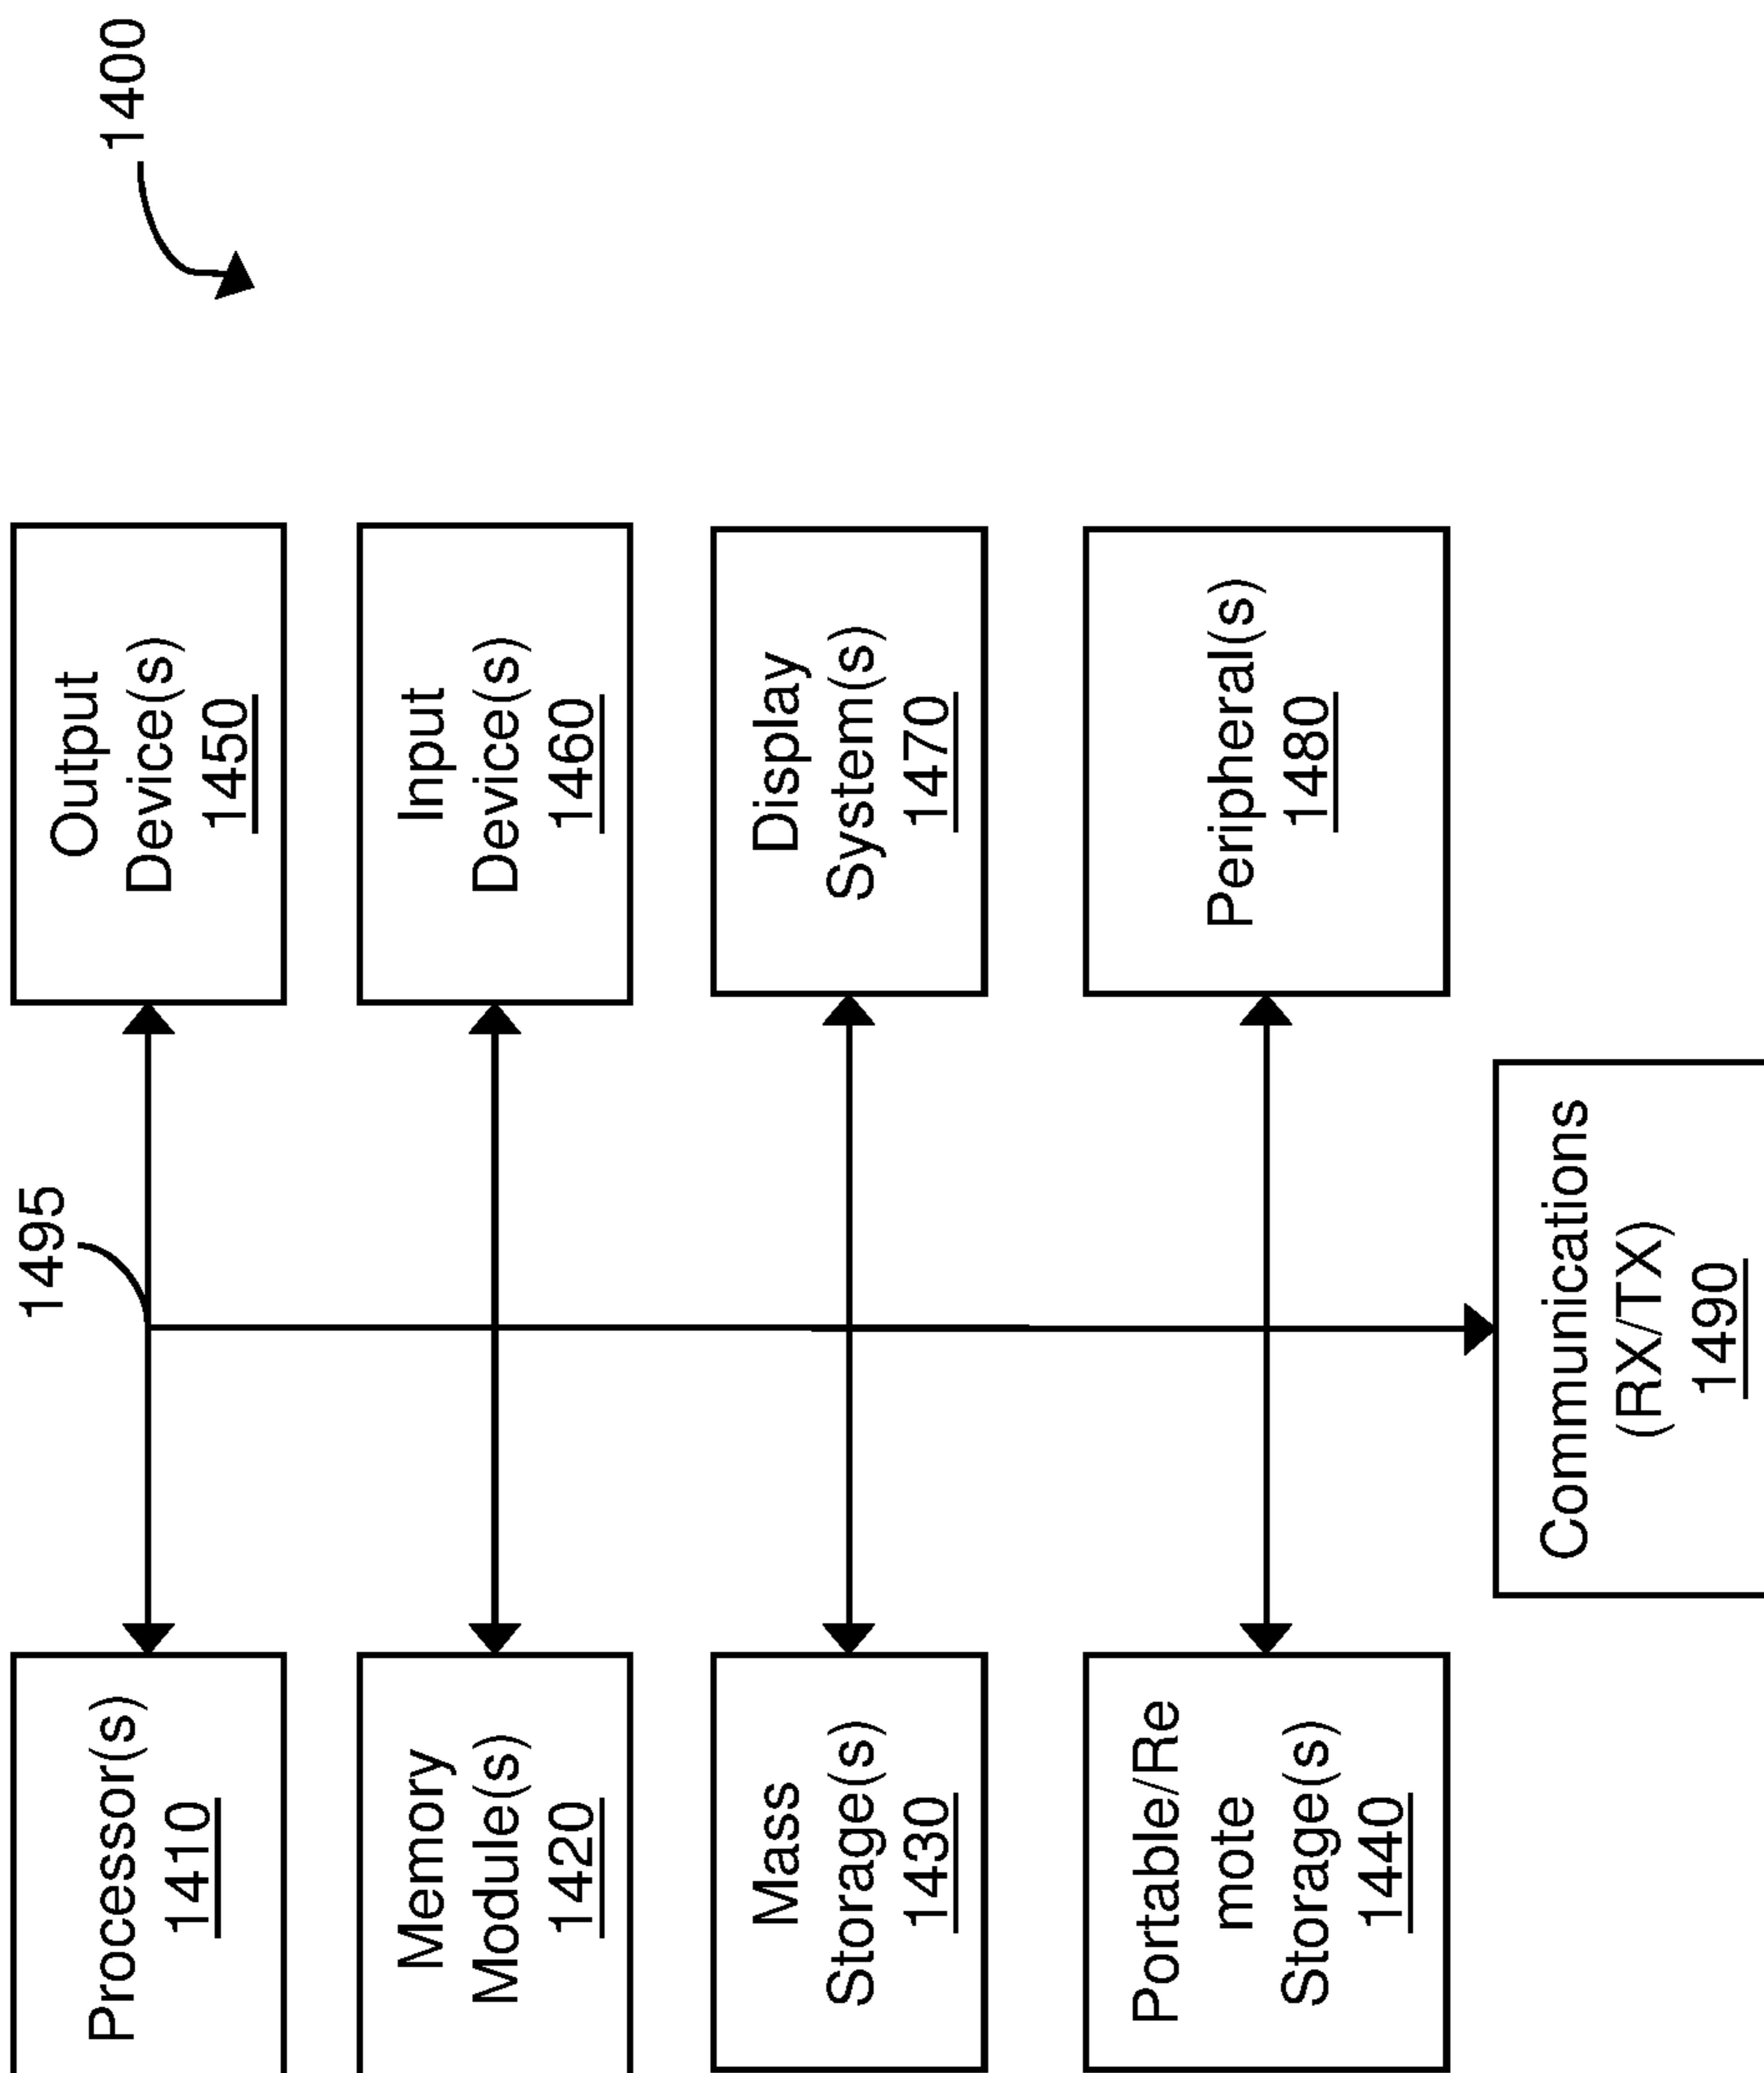 1400
1495
Processor(s)
1410
Output
Device(s)
1450
Memory
Module(s)
1420
Input
Device(s)
1460
Mass
Storage(s)
1430
Display
System(s)
1470
Portable/Re
mote
Storage(s)
1440
Peripheral(s)
1480
Communications
(RX/TX)
1490